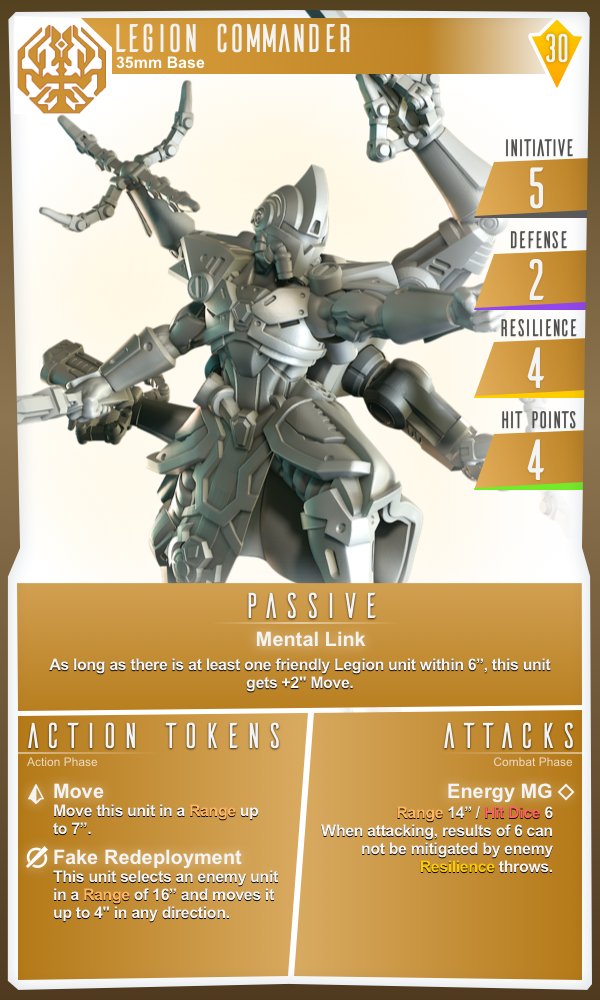 LEGION COMMANDER
35mm Base
30
INITIATIVE
5
DEFENSE
2
RESILIENCE
4
HIT POINTS
4
PASSIVE
Mental Link
As long as there is at least one friendly Legion unit within 6”, this unit
gets +2" Move.
ACTION TOKENS
Action Phase
Move
Move this unit in a Range up
to 7”.
Fake Redeployment
This unit selects an enemy unit
in a Range of 16” and moves it
up to 4" in any direction.
ATTACKS
Combat Phase
Energy MG
Range 14” / Hit Dice 6
When attacking, results of 6 can
not be mitigated by enemy
Resilience throws.